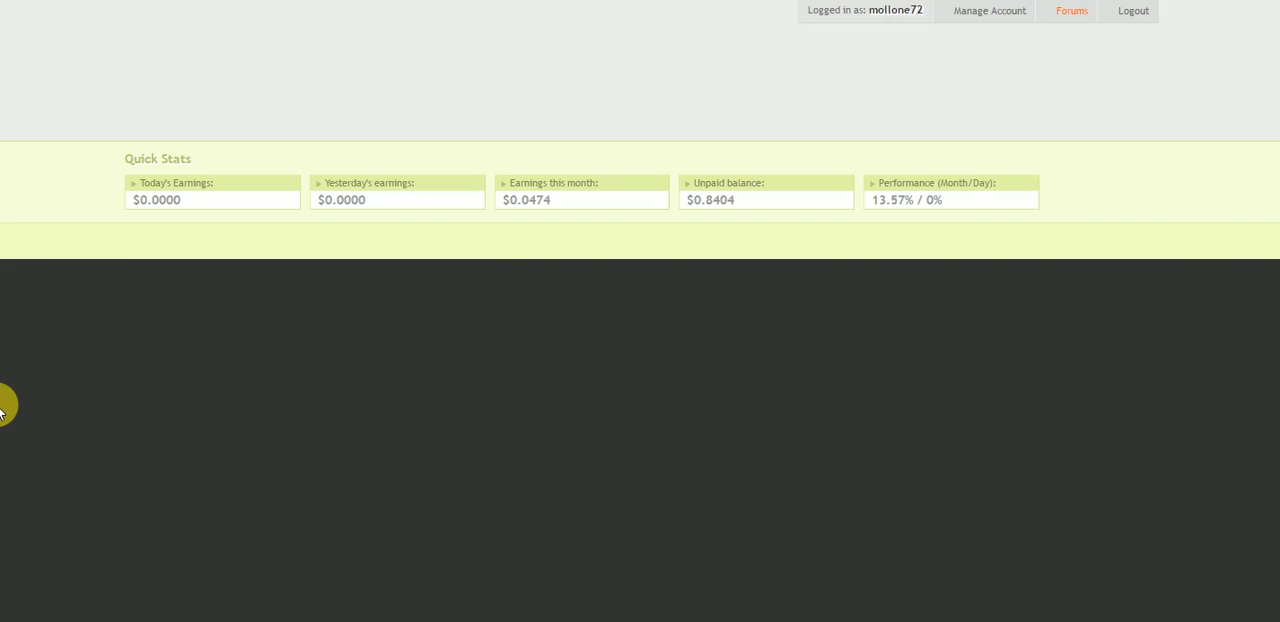 Logged in as: mollone72 Manage Account Forums Logout
Quick Stats
Today's Earnings: Yesterday's earnings: Earnings this month: Unpaid balance: Performance (Month/Day):
$0.0000 $0.0000 $0.0474 $0.8404 13.57% / 0%